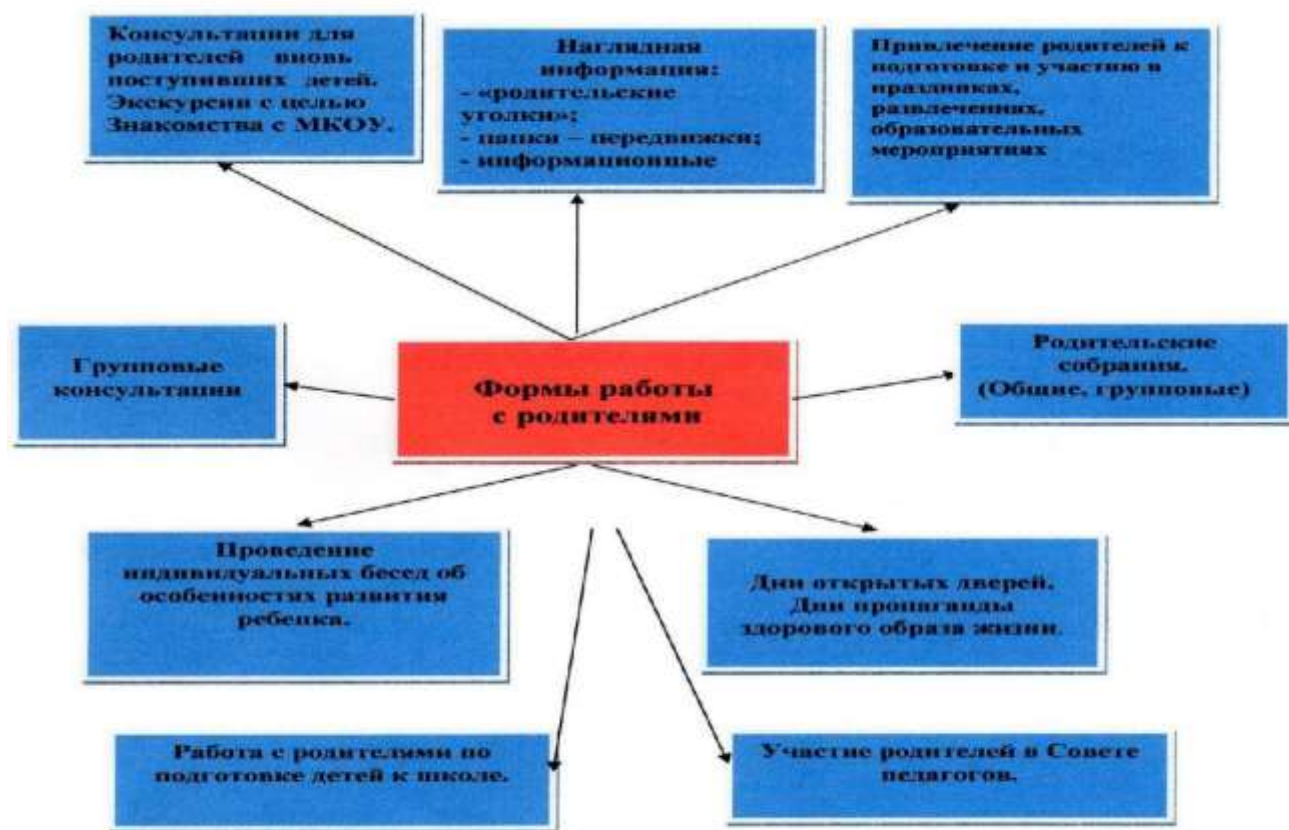 Консультации для
родителей вновь
поступивших детей.
Экскурсии с целью
Знакомства с МКОУ.
Наглядная
информация:
- «родительские
уголки»;
- папки – передвижки;
- информационные
Привлечение родителей к
подготовке и участию в
праздниках,
развлечениях,
образовательных
мероприятиях
Групповые
консультации
Формы работы
с родителями
Родительские
собрания.
(Общие, групповые)
Проведение
индивидуальных бесед об
особенностях развития
ребенка.
Дни открытых дверей.
Дни пропаганды
здорового образа жизни.
Работа с родителями по
подготовке детей к школе.
Участие родителей в Совете
педагогов.